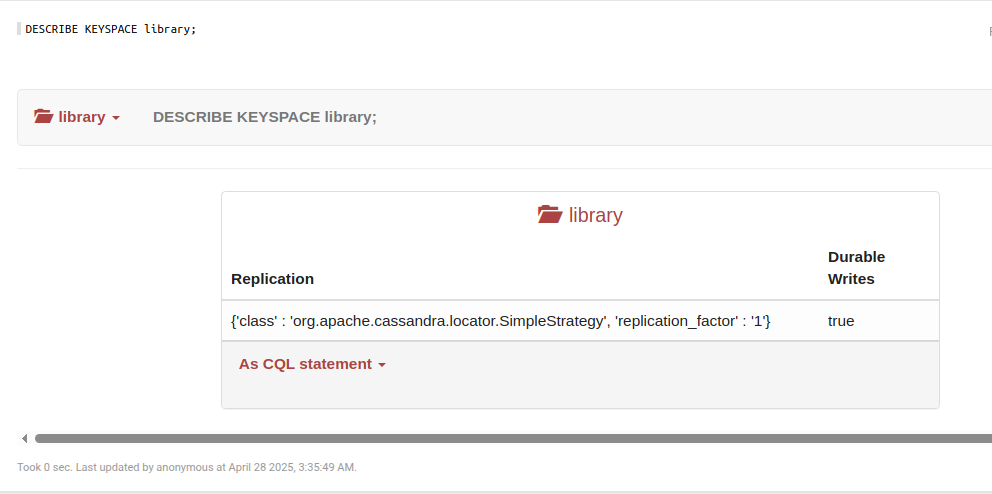 DESCRIBE KEYSPACE library;
library DESCRIBE KEYSPACE library;
library
Replication Durable Writes
{'class' : 'org.apache.cassandra.locator.SimpleStrategy', 'replication_factor' : '1'} true
As CQL statement
Took 0 sec. Last updated by anonymous at April 28 2025, 3:35:49 AM.